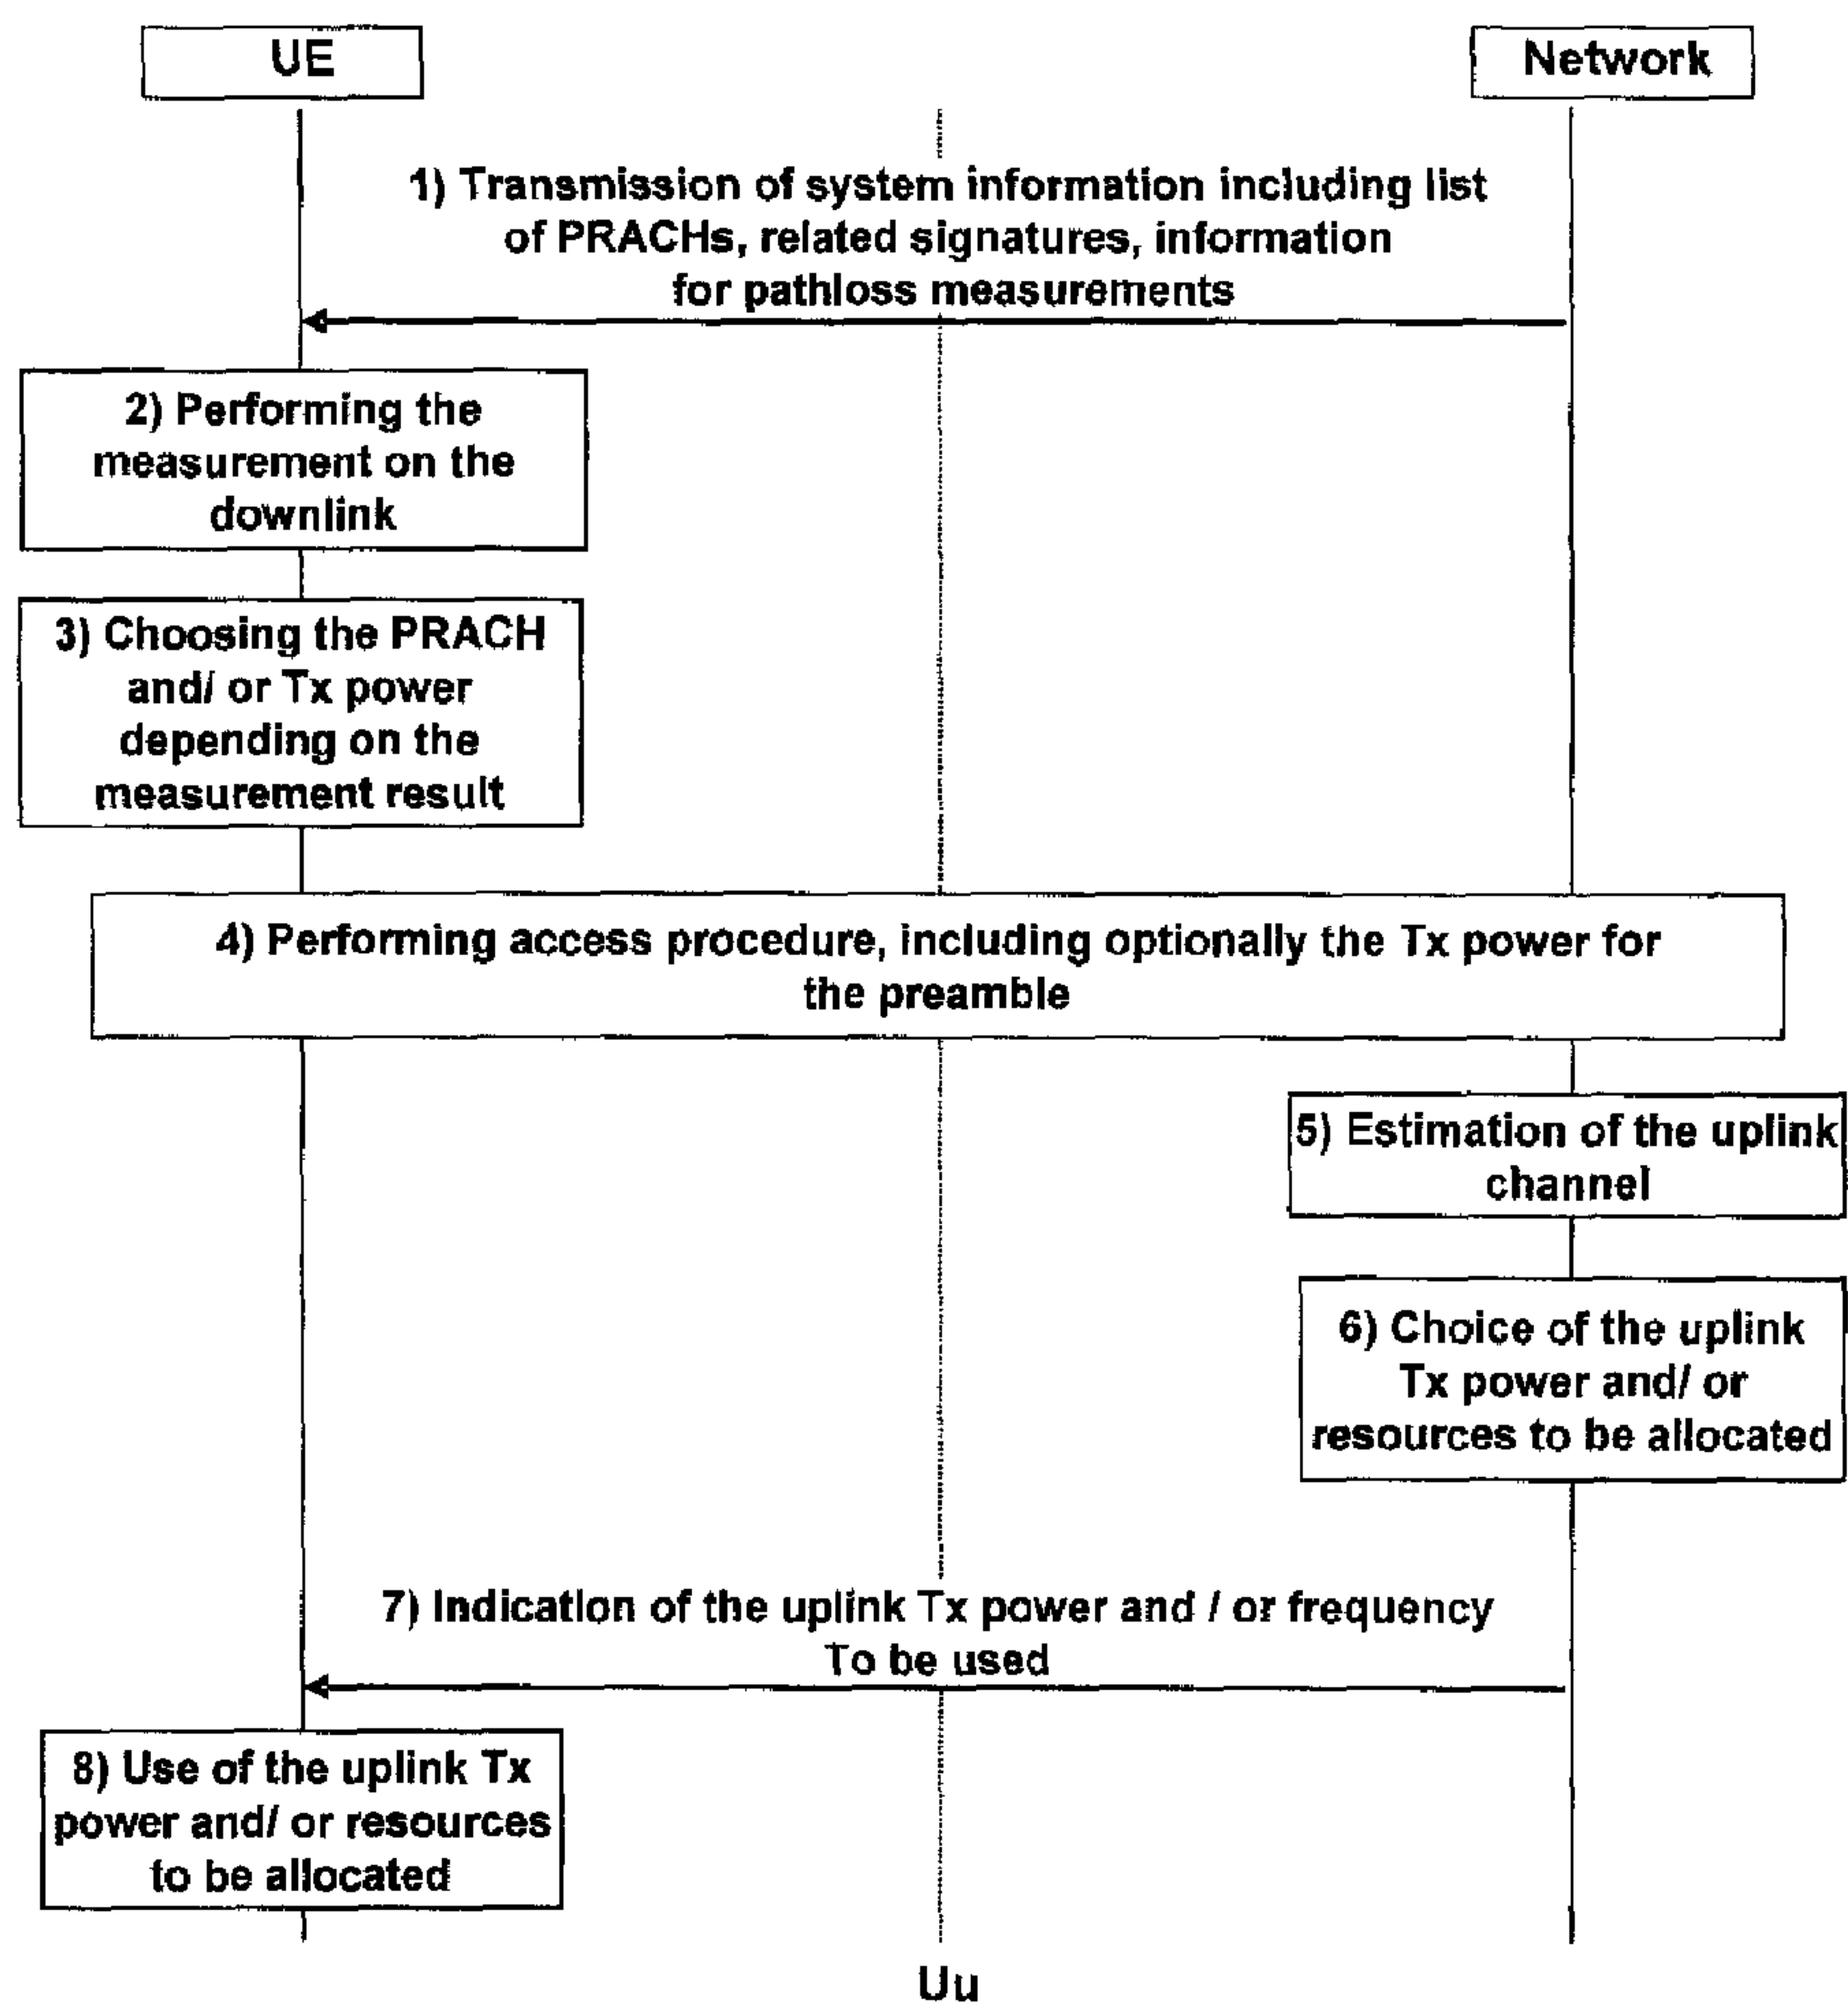 UE
Network
1) Transmission of system information including list
of PRACHs, related signatures, information
for pathloss measurements
2) Performing the
measurement on the
downlink
3) Choosing the PRACH
and/ or Tx power
depending on the
measurement result
4) Performing access procedure, including optionally the Tx power for
the preamble
5) Estimation of the uplink
channel
6) Choice of the uplink
Tx power and/ or
resources to be allocated
7) Indication of the uplink Tx power and / or frequency
To be used
8) Use of the uplink Tx
power and/ or resources
to be allocated
Uu